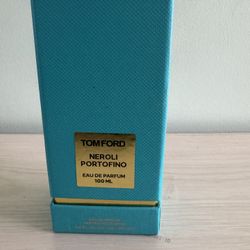 TOM FORD
NEROLI
PORTOFINO
EAU DE PARFUM
100 ML